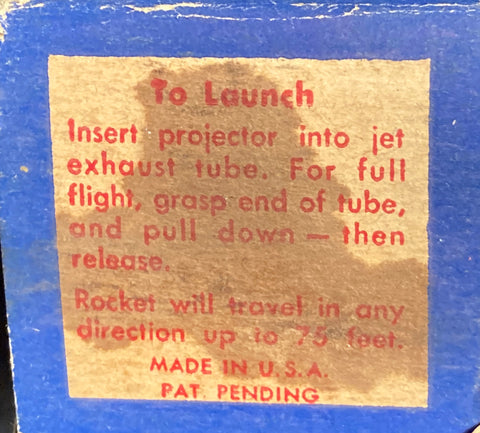 To Launch
Insert projector into jet
exhaust tube. For full
flight, grasp end of tube,
and pull down — then
release.
Rocket will travel in any
direction up to 75 feet.
MADE IN U.S.A.
PAT. PENDING